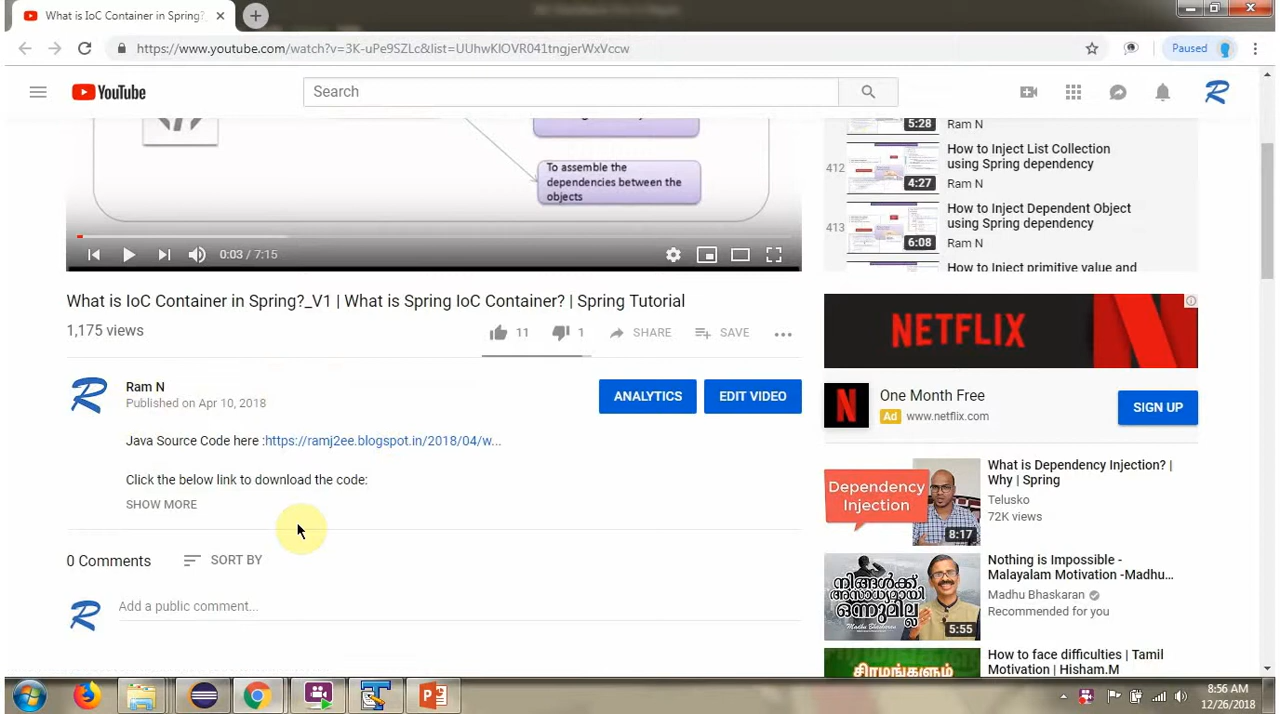 What is IoC Container in Spring?_
https://www.youtube.com/watch?v=3K-uPe9SZLc&list=UUhwKlOVR041tngjerWxVccw
Paused
YouTube
Search
To assemble the
dependencies between the
objects
0:03 / 7:15
What is IoC Container in Spring?_V1 | What is Spring IoC Container? | Spring Tutorial
1,175 views
11
1
SHARE
SAVE
Ram N
Published on Apr 10, 2018
ANALYTICS
EDIT VIDEO
Java Source Code here :https://ramj2ee.blogspot.in/2018/04/w...
Click the below link to download the code:
SHOW MORE
0 Comments
SORT BY
Add a public comment...
5:28
Ram N
412
4:27
How to Inject List Collection
using Spring dependency
Ram N
413
6:08
How to Inject Dependent Object
using Spring dependency
Ram N
How to Inject primitive value and
NETFLIX
One Month Free
Ad www.netflix.com
SIGN UP
Dependency
Injection
8:17
What is Dependency Injection? |
Why | Spring
Telusko
72K views
നിങ്ങൾക്ക്
അസാധ്യമായി
ഒന്നുമില്ല
Madhu Bhaskaran
5:55
Nothing is Impossible -
Malayalam Motivation -Madhu...
Madhu Bhaskaran
Recommended for you
சிரமங்களும்
How to face difficulties | Tamil
Motivation | Hisham.M
8:56 AM
12/26/2018